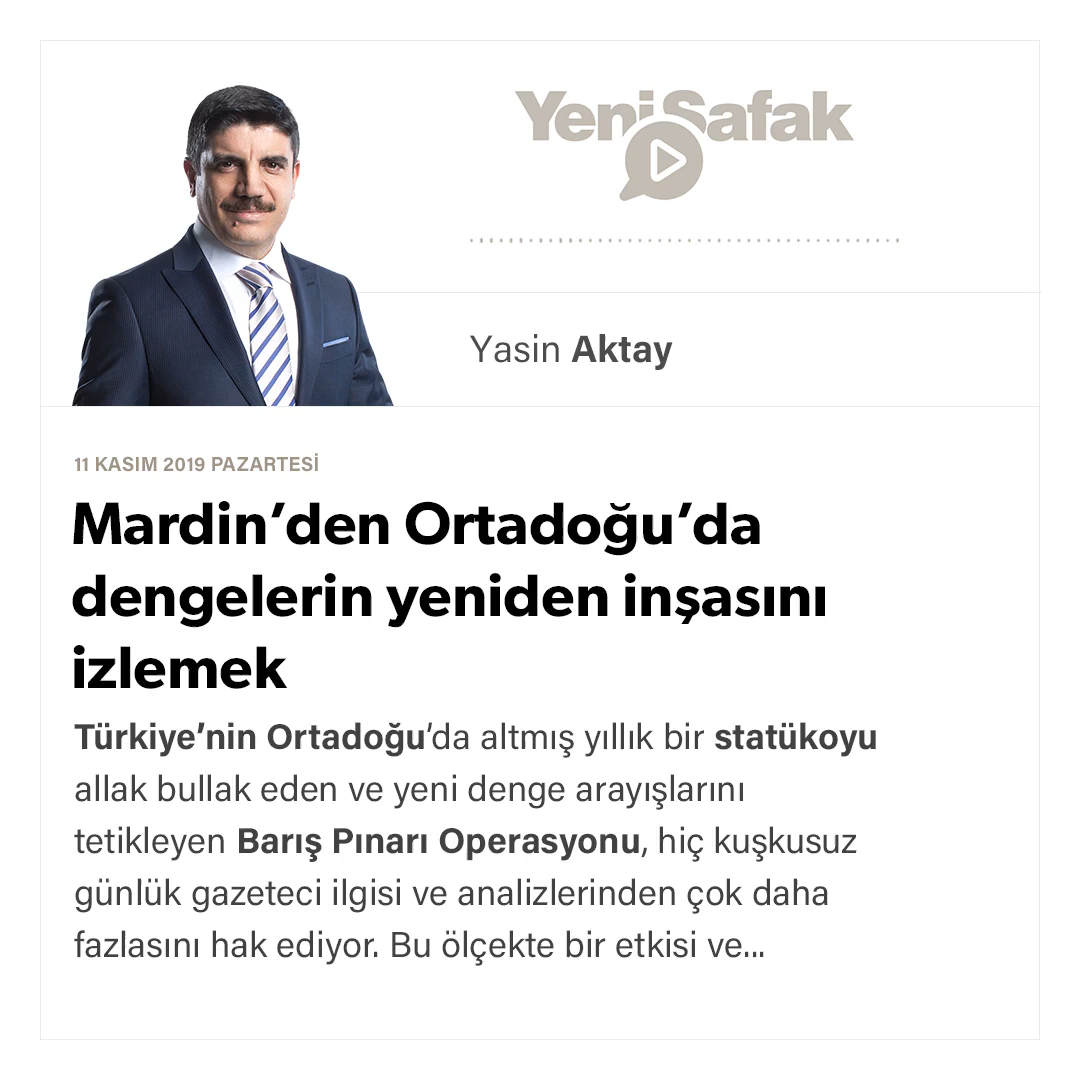 Yeni Şafak
Yasin Aktay
11 KASIM 2019 PAZARTESİ
Mardin’den Ortadoğu’da
dengelerin yeniden inşasını
izlemek
Türkiye’nin Ortadoğu’da altmış yıllık bir statükoyu
allak bullak eden ve yeni denge arayışlarını
tetikleyen Barış Pınarı Operasyonu, hiç kuşkusuz
günlük gazeteci ilgisi ve analizlerinden çok daha
fazlasını hak ediyor. Bu ölçekte bir etkisi ve...